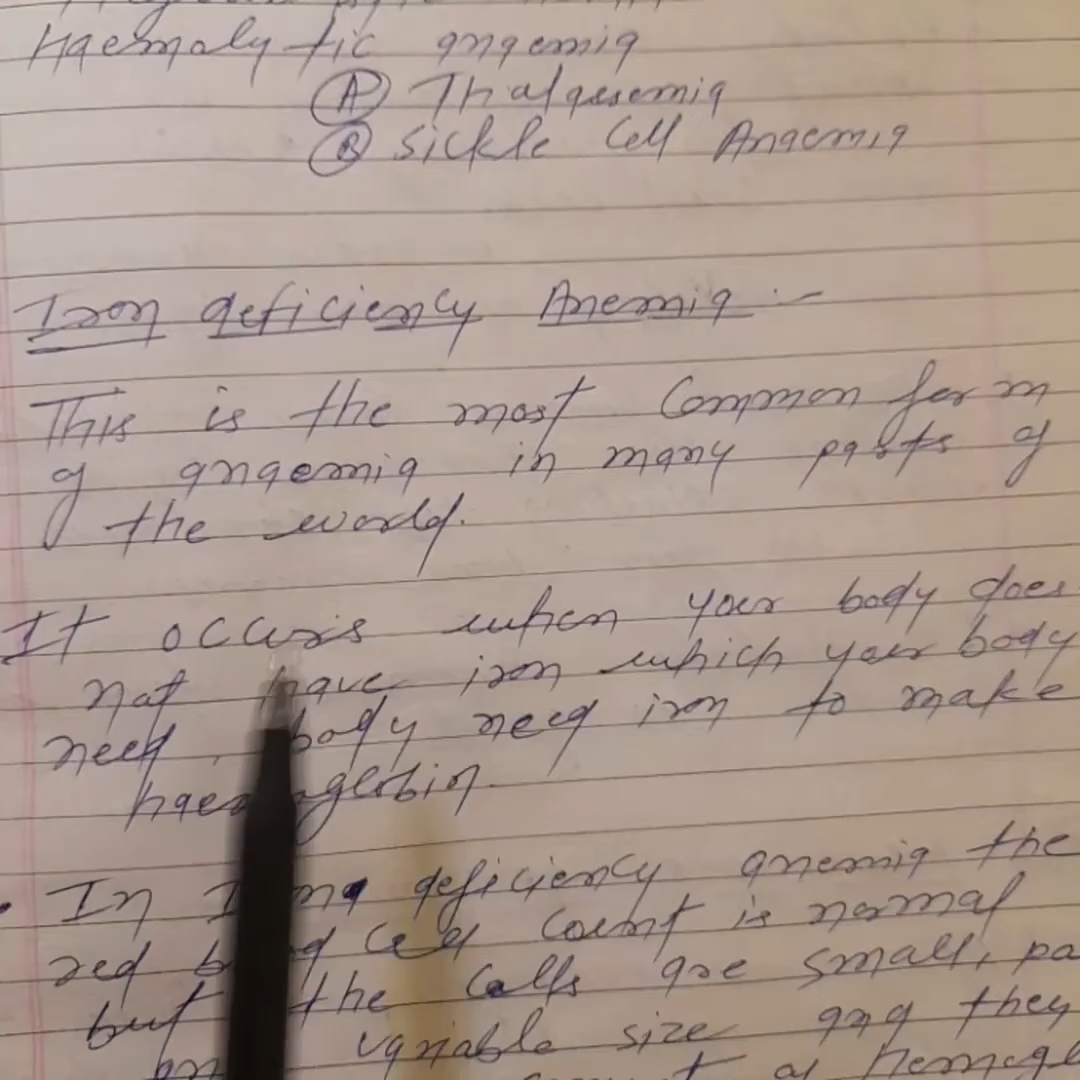 Haemolytic anaemia
(A) Thalaesemia
(B) Sickle Cell Anaemia
Iron deficiency Anemia :-
This is the most Common form
of anaemia in many parts of
the world.
It occurs when your body does
not have iron which your body
need, body need iron to make
haemoglobin.
In deficiency anemia the
red Cell Count is normal
but the Cells are small,
variable size and they
of